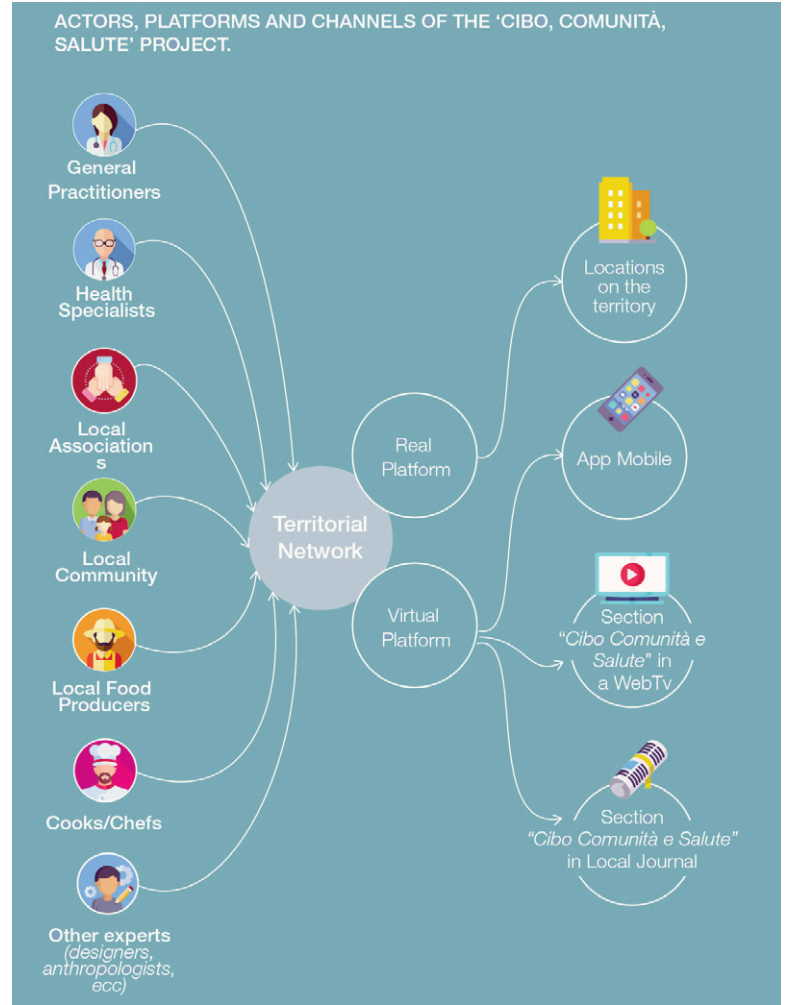 ACTORS, PLATFORMS AND CHANNELS OF THE ‘CIBO, COMUNITÀ,
SALUTE’ PROJECT.
General
Practitioners
Health
Specialists
Local
Association
s
Local
Community
Local Food
Producers
Cooks/Chefs
Other experts
(designers,
anthropologists,
ecc)
Territorial
Network
Real
Platform
Virtual
Platform
Locations
on the
territory
App Mobile
Section
“Cibo Comunità e
Salute” in
a WebTv
Section
“Cibo Comunità e Salute”
in Local Journal